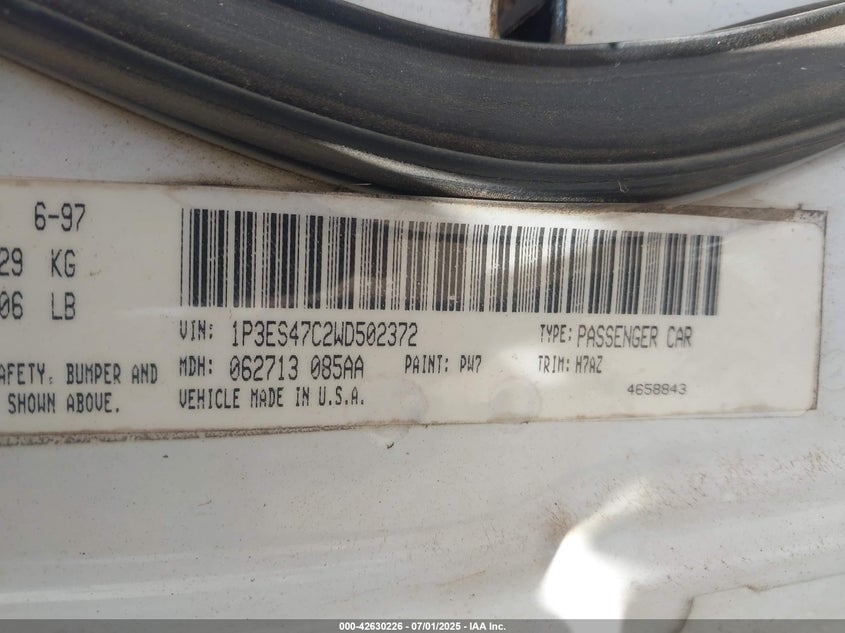 6-97
29 KG
06 LB
VIN: 1P3ES47C2WD502372 TYPE: PASSENGER CAR
MDH: 062713 085AA PAINT: PW7 TRIM: H7AZ
AFETY, BUMPER AND
SHOWN ABOVE.
VEHICLE MADE IN U.S.A.
4658843
000-42630226 - 07/01/2025 - IAA Inc.